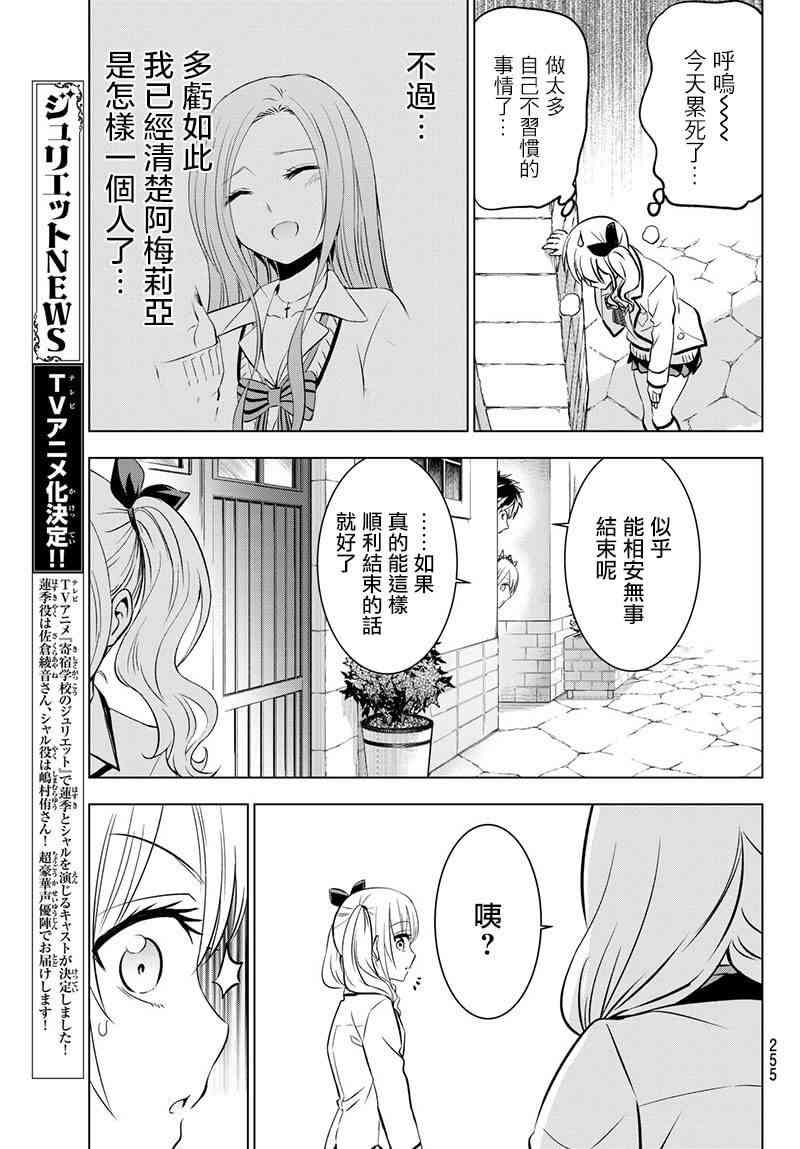 呼嗚～～
今天累死了…
做太多
自己不習慣的
事情了…
不過…
多虧如此
我已經清楚阿梅莉亞
是怎樣一個人了…
似乎
能相安無事
結束呢
……如果
真的能這樣
順利結束的話
就好了
咦?
255
ジュリエットNEWS
TVアニメ化決定!!
TVアニメ『寄宿学校のジュリエット』で蓮季とシャルを演じるキャストが決定しました!
蓮季役は佐倉綾音さん、シャル役は嶋村侑さん! 超豪華声優陣でお届けします!